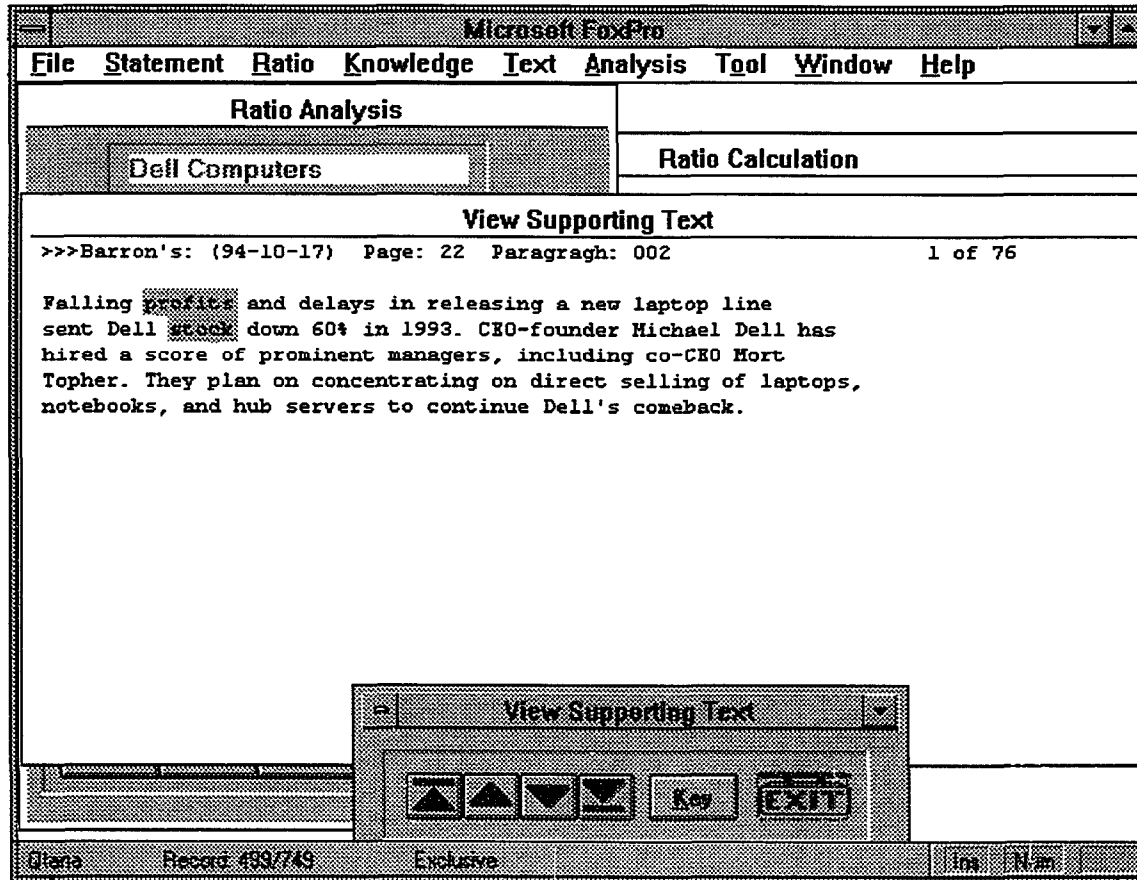 Microsoft FoxPro
File Statement Ratio Knowledge Text Analysis Tool Window Help
Ratio Analysis
Dell Computers
Ratio Calculation
View Supporting Text
>>>Barron's: (94-10-17) Page: 22 Paragragh: 002 1 of 76
Falling profits and delays in releasing a new laptop line
sent Dell stock down 60% in 1993. CEO-founder Michael Dell has
hired a score of prominent managers, including co-CEO Mort
Topher. They plan on concentrating on direct selling of laptops,
notebooks, and hub servers to continue Dell's comeback.
View Supporting Text
Key EXIT
Record: 499/749 Exclusive Ins Num